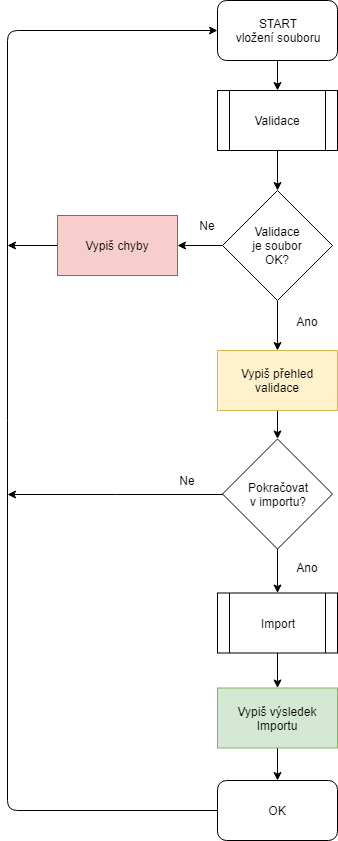 START
vložení souboru
Validace
Validace
je soubor
OK?
Ne
Vypiš chyby
Ano
Vypiš přehled
validace
Pokračovat
v importu?
Ne
Ano
Import
Vypiš výsledek
Importu
OK